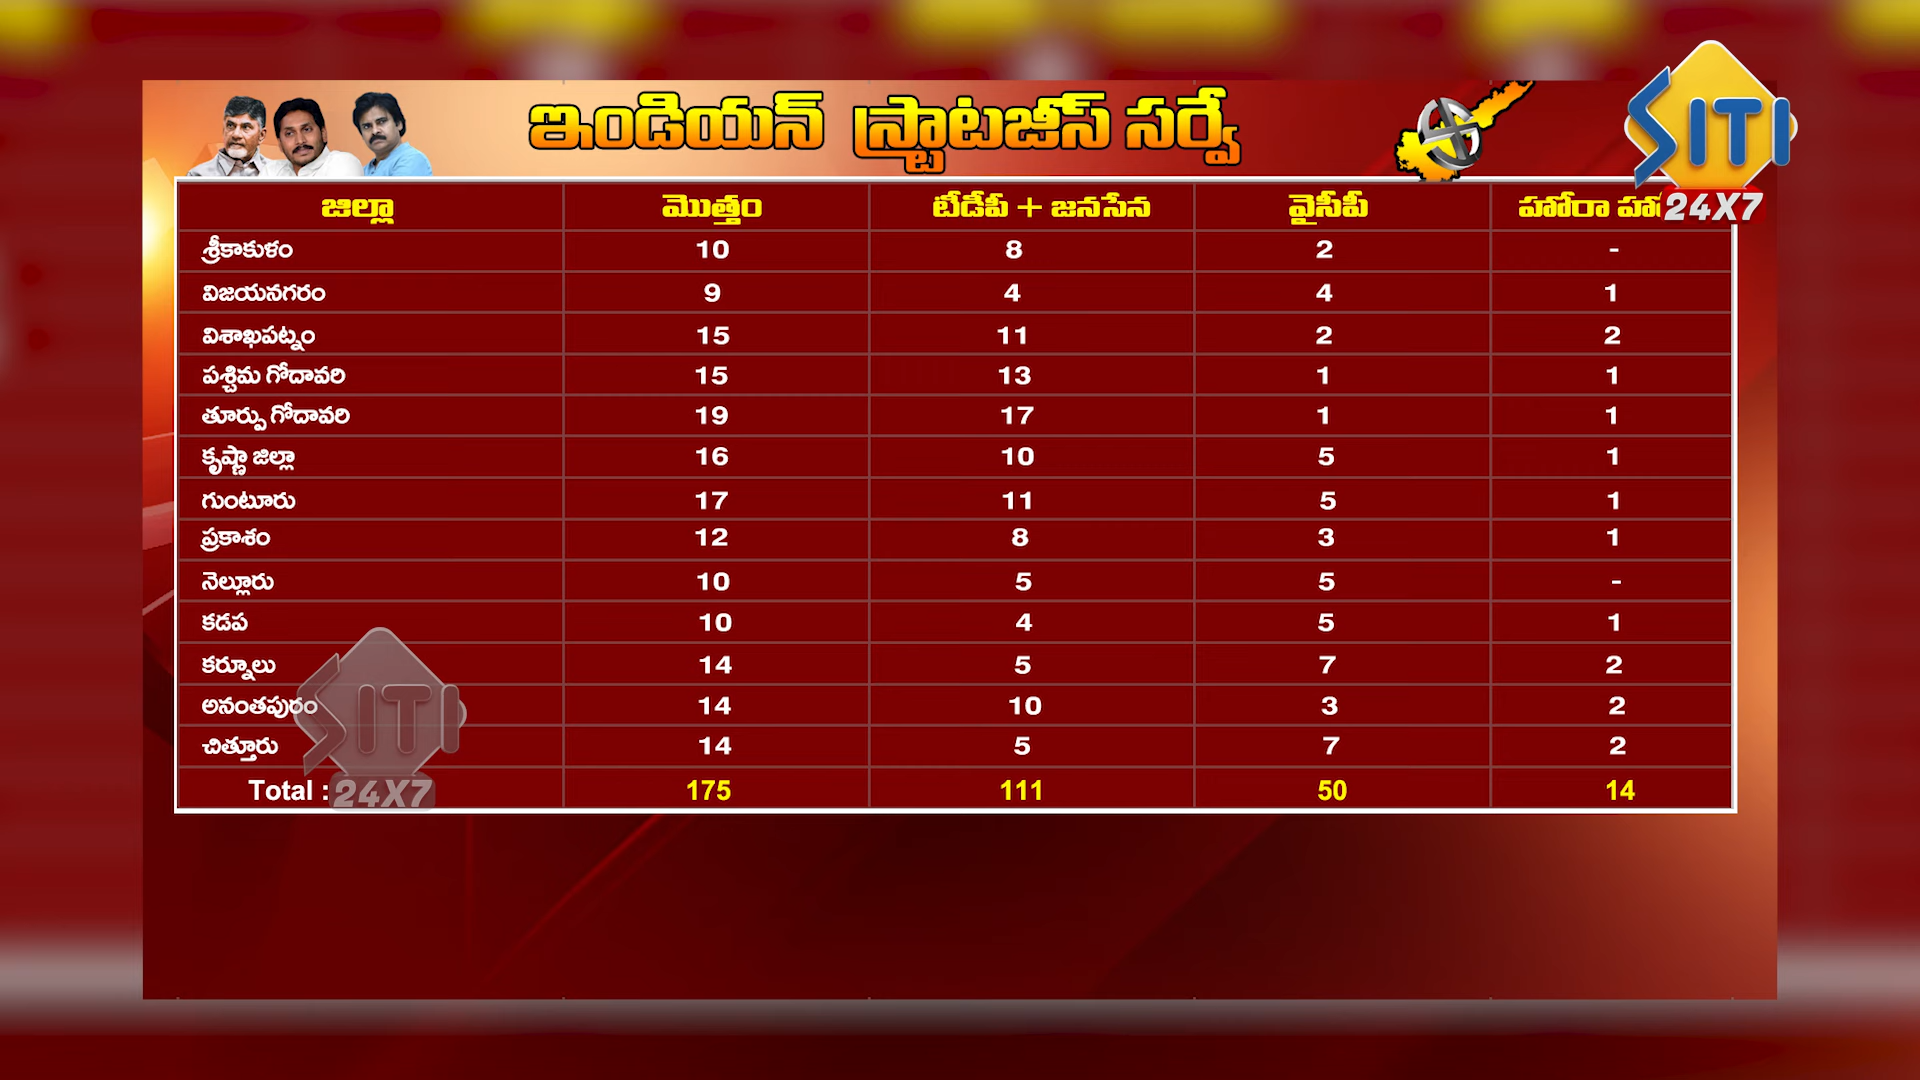 ఇండియన్ స్ట్రాటజీస్ సర్వే
SITI
24X7
జిల్లా మొత్తం టీడీపీ + జనసేన వైసీపీ హోరా
శ్రీకాకుళం 10 8 2 -
విజయనగరం 9 4 4 1
విశాఖపట్నం 15 11 2 2
పశ్చిమ గోదావరి 15 13 1 1
తూర్పు గోదావరి 19 17 1 1
కృష్ణా జిల్లా 16 10 5 1
గుంటూరు 17 11 5 1
ప్రకాశం 12 8 3 1
నెల్లూరు 10 5 5 -
కడప 10 4 5 1
కర్నూలు 14 5 7 2
అనంతపురం 14 10 3 2
చిత్తూరు 14 5 7 2
Total : 175 111 50 14
SITI
24X7